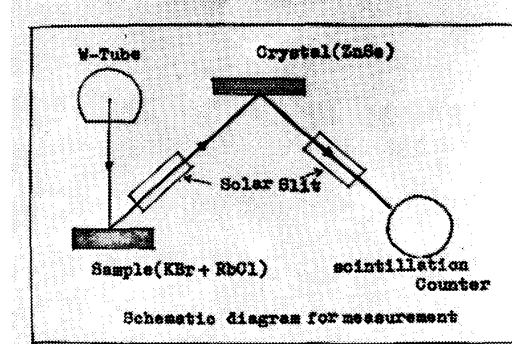 W-Tube
Crystal(ZnSe)
Solar Slit
Sample(KBr+RbCl)
scintillation
Counter
Schematic diagram for measurement